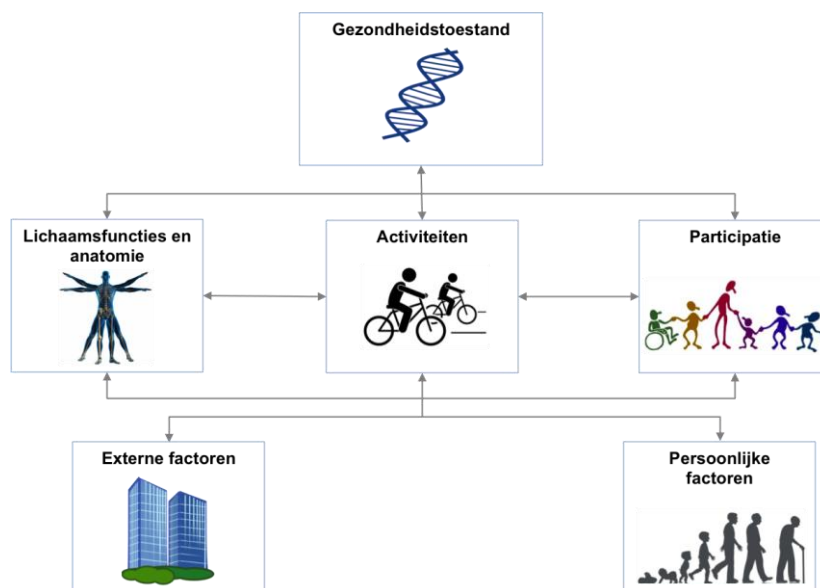 Gezondheidstoestand
Lichaamsfuncties en
anatomie
Activiteiten
Participatie
Externe factoren
Persoonlijke
factoren